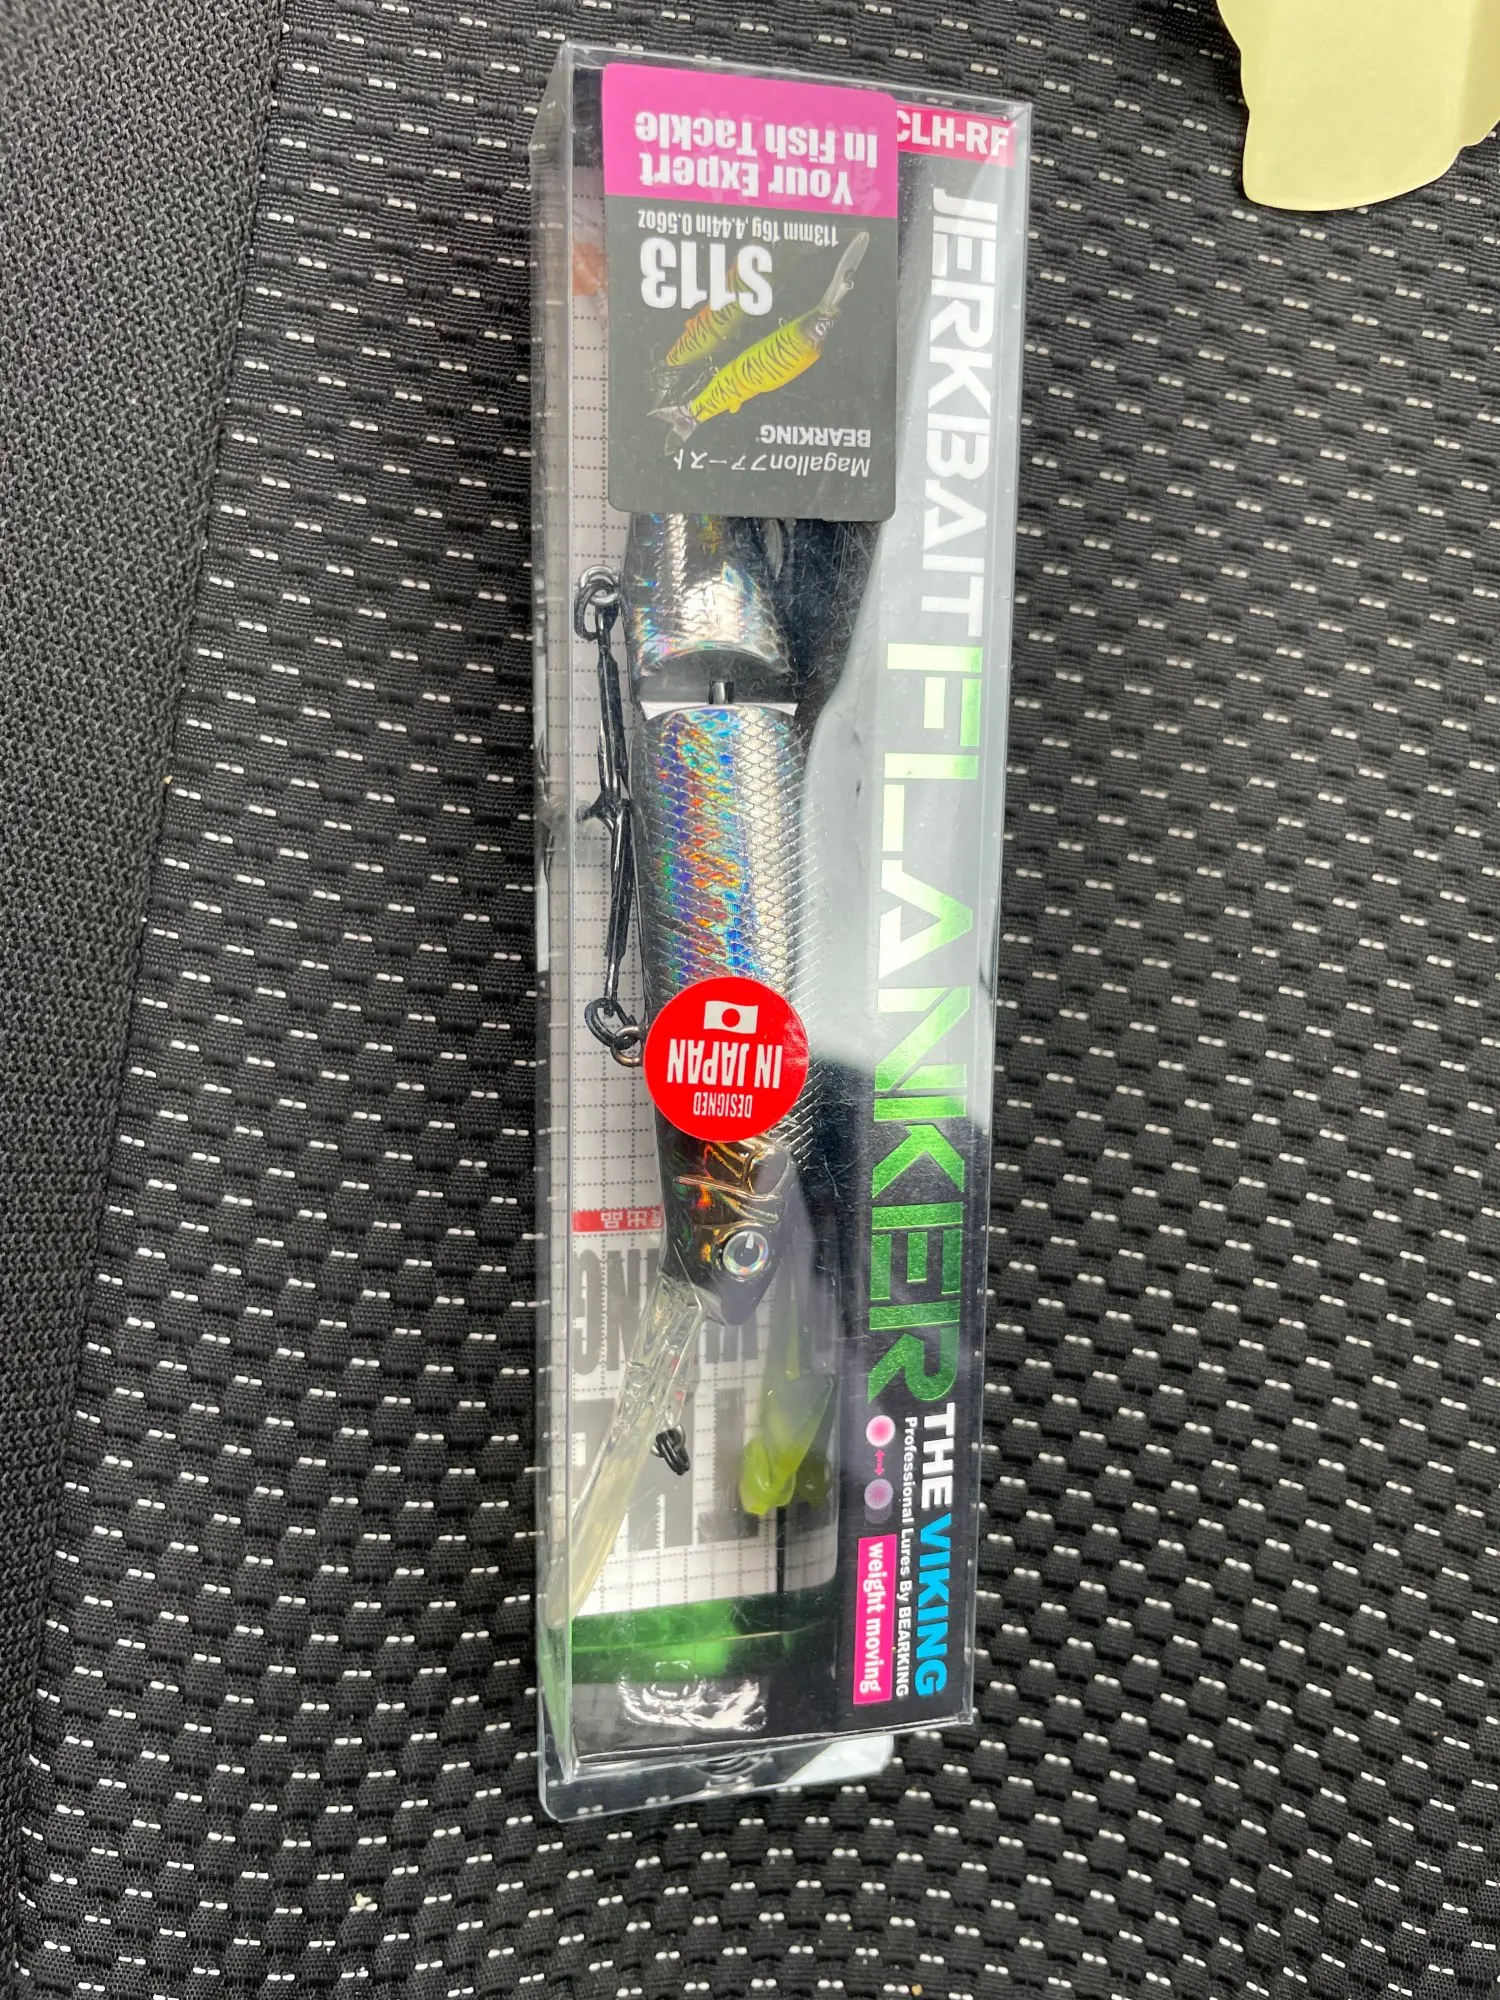 CLH-RF
Your Expert
In Fish Tackle
S113
113mm 16g ,4.44in 0.56oz
BEARKING
Magallonファースト
JERKBAIT FLANKER THE VIKING
Professional Lures By BEARKING
weight moving
DESIGNED
IN JAPAN